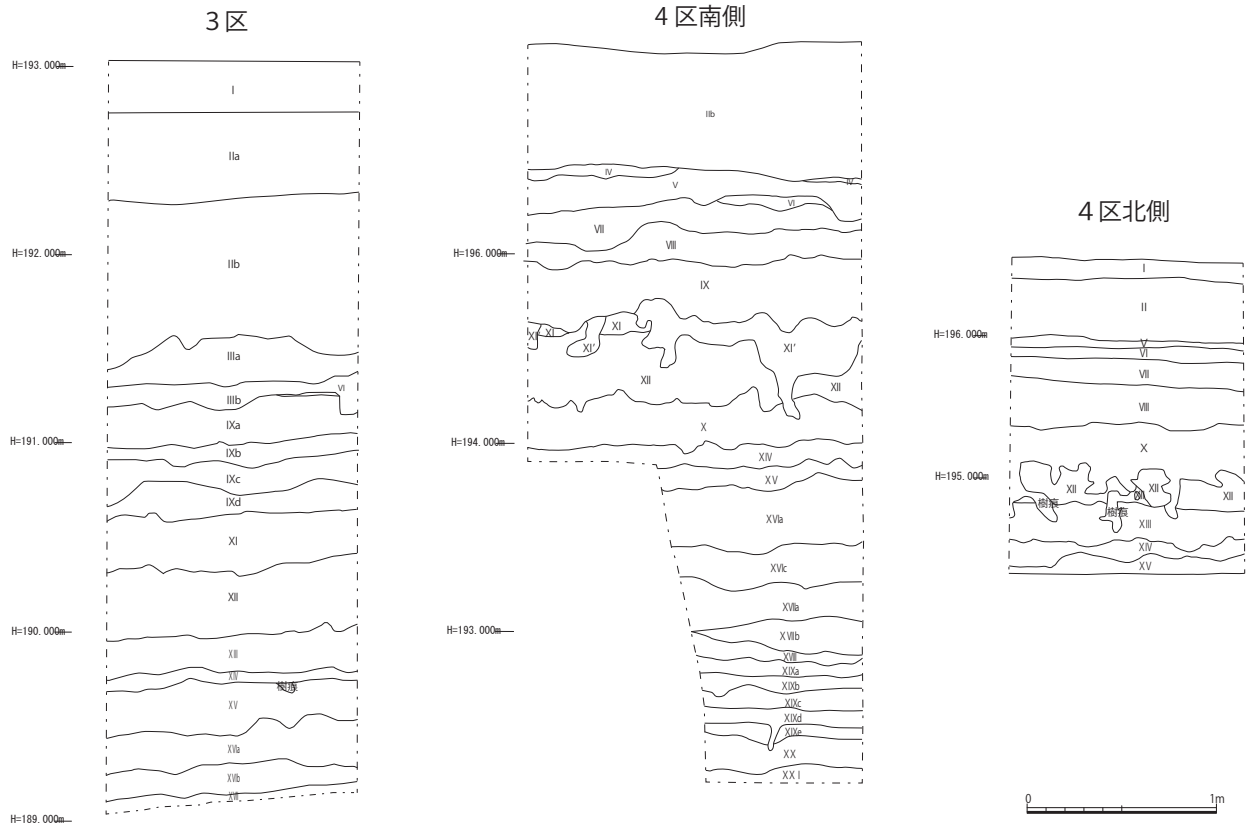 3区
H=193.000m
I
IIa
H=192.000m
IIb
IIIa
VI
IIIb
IXa
H=191.000m
IXb
IXc
IXd
XI
XII
H=190.000m
XIII
XIV
樹痕
XV
XVIa
XVIb
XVII
H=189.000m
4区南側
IIb
IV
V
IV
VI
VII
VIII
H=196.000m
IX
XI
XI
XI
XI'
XI'
XII
XII
X
H=194.000m
XIV
XV
XVIa
XVIc
XVIIa
H=193.000m
XVIIb
XVIII
XIXa
XIXb
XIXc
XIXd
XIXe
XX
XXI
4区北側
I
II
H=196.000m
V
VI
VII
VIII
X
H=195.000m
XII
XII
XII
XII
樹痕
樹痕
XIII
XIV
XV
0 1m